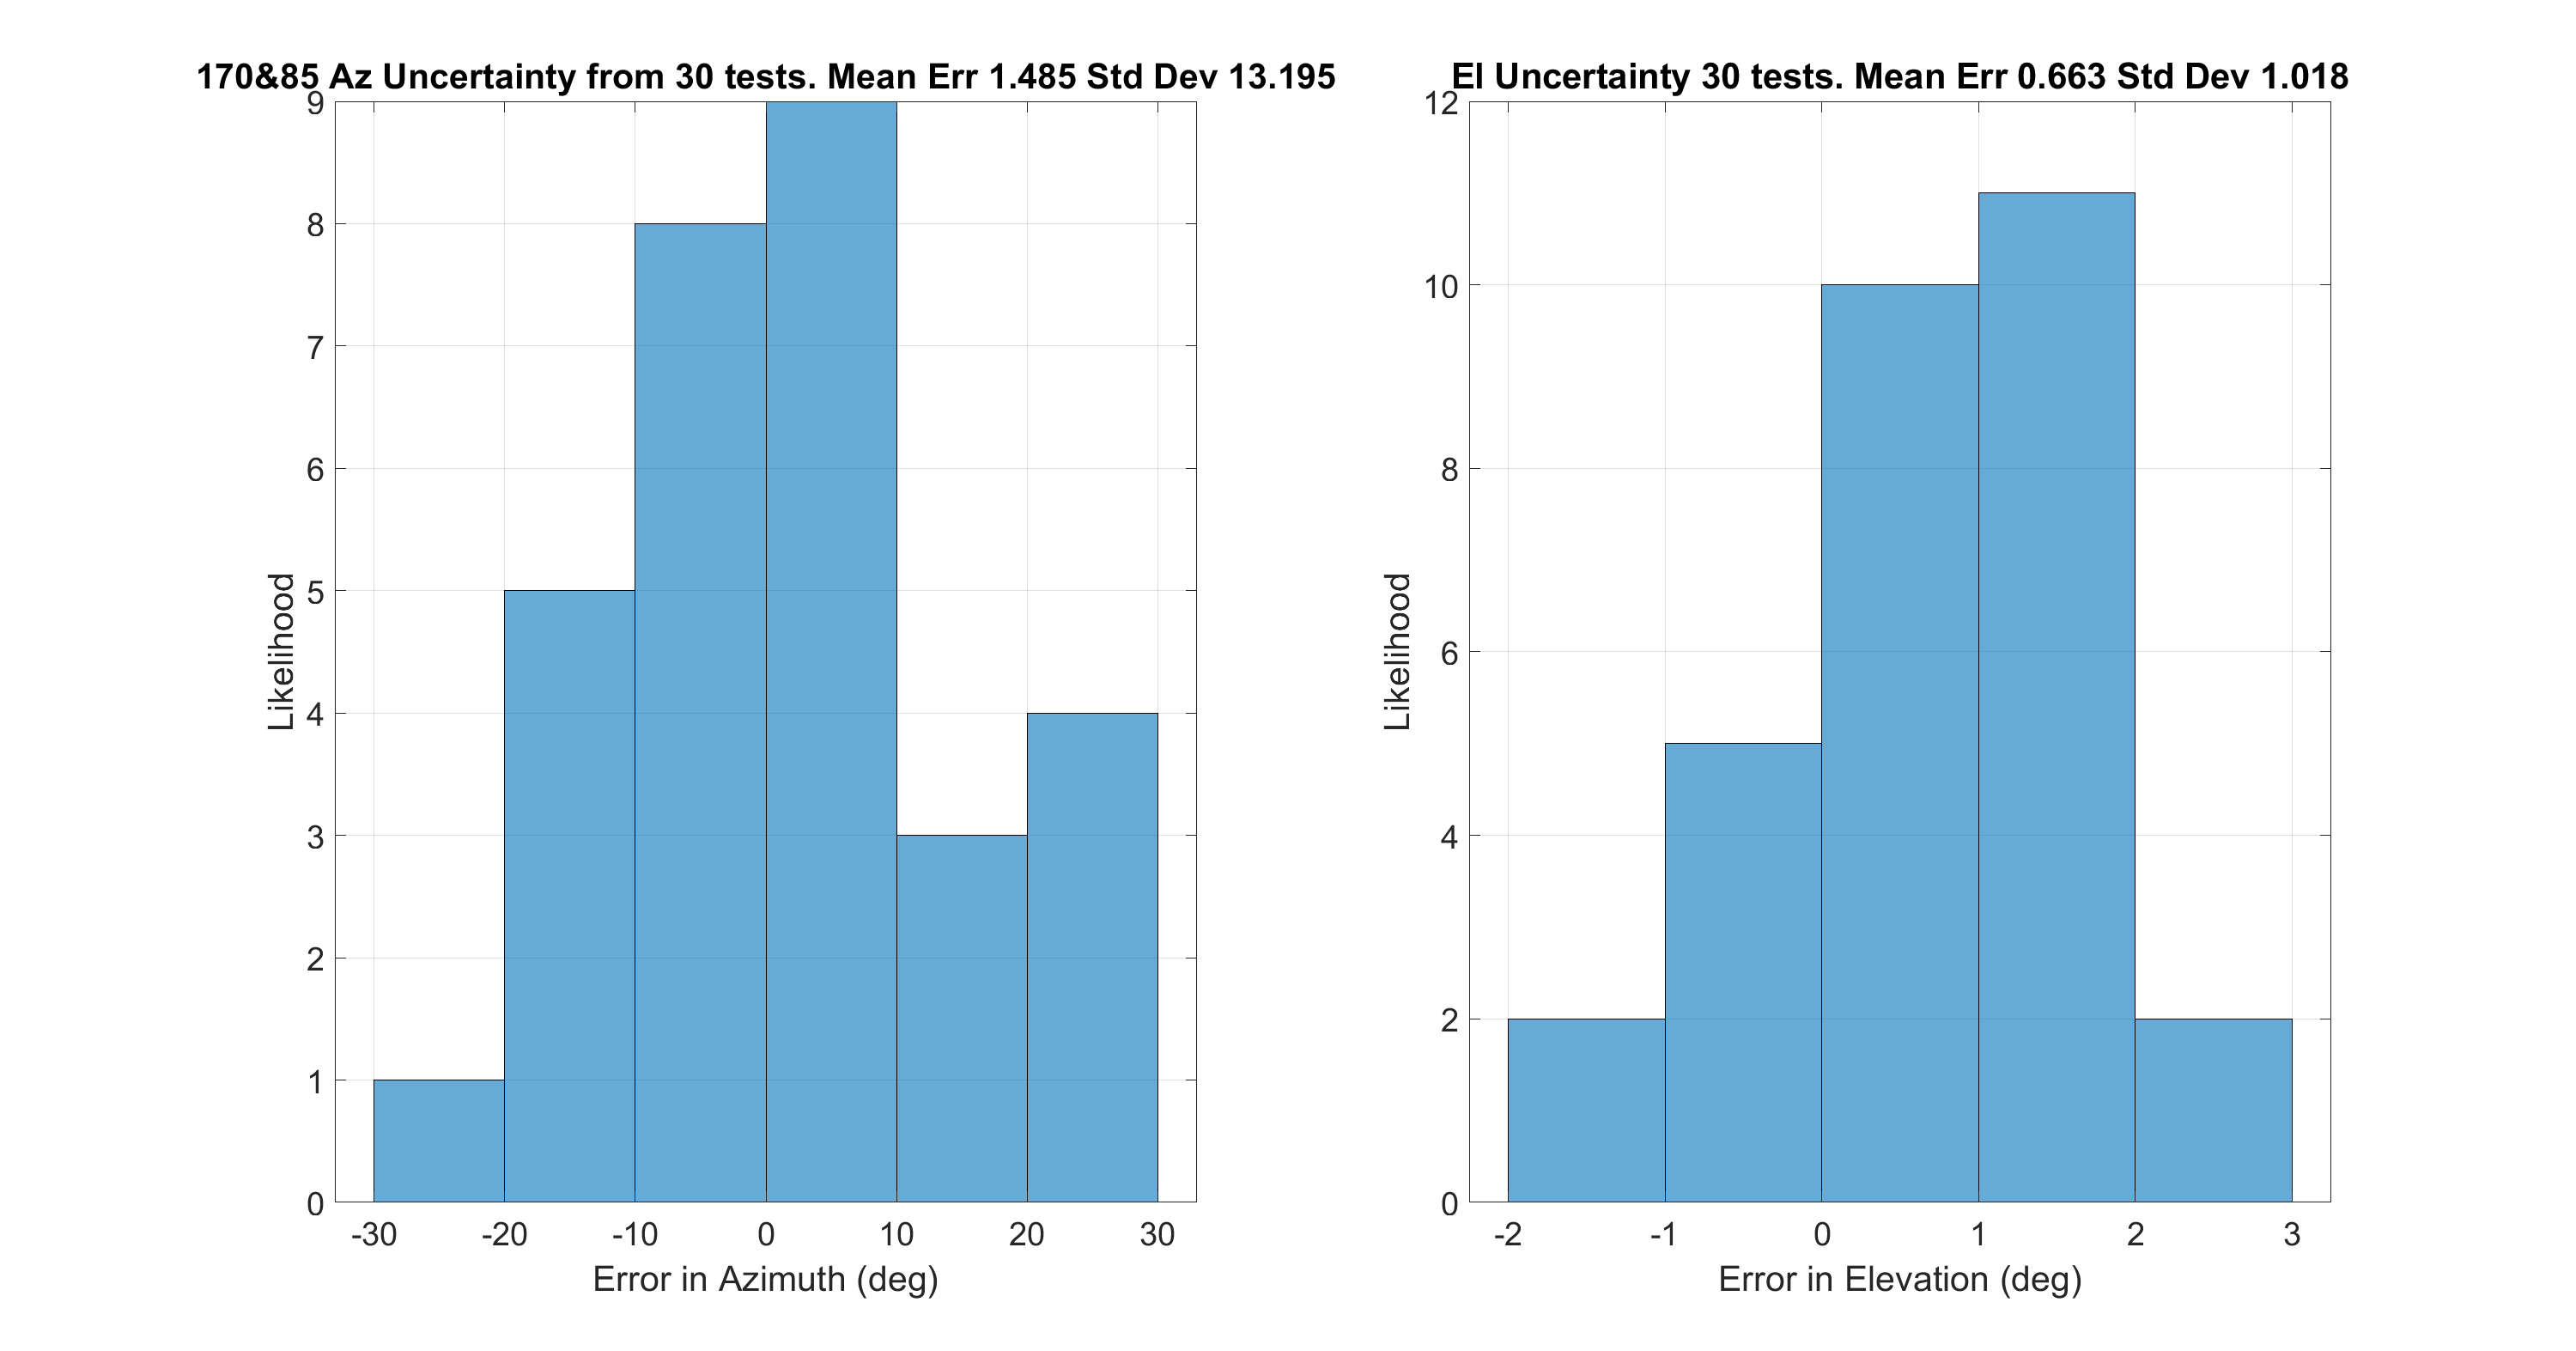 170&85 Az Uncertainty from 30 tests. Mean Err 1.485 Std Dev 13.195
9
8
7
6
5
4
3
2
1
0
Likelihood
-30 -20 -10 0 10 20 30
Error in Azimuth (deg)
El Uncertainty 30 tests. Mean Err 0.663 Std Dev 1.018
12
10
8
6
4
2
0
Likelihood
-2 -1 0 1 2 3
Error in Elevation (deg)